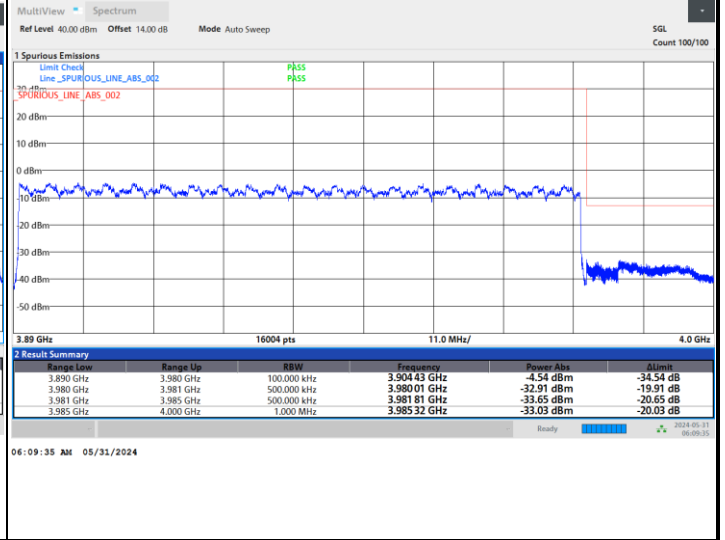 MultiView Spectrum
Ref Level 40.00 dBm Offset 14.00 dB Mode Auto Sweep SGL
Count 100/100
1 Spurious Emissions
Limit Check PASS
Line _SPURIOUS_LINE_ABS_002 PASS
30 dBm
_SPURIOUS_LINE_ABS_002
20 dBm
10 dBm
0 dBm
-10 dBm
-20 dBm
-30 dBm
-40 dBm
-50 dBm
3.89 GHz 16004 pts 11.0 MHz/ 4.0 GHz
2 Result Summary
Range Low Range Up RBW Frequency Power Abs ΔLimit
3.890 GHz 3.980 GHz 100.000 kHz 3.904 43 GHz -4.54 dBm -34.54 dB
3.980 GHz 3.981 GHz 500.000 kHz 3.980 01 GHz -32.91 dBm -19.91 dB
3.981 GHz 3.985 GHz 500.000 kHz 3.981 81 GHz -33.65 dBm -20.65 dB
3.985 GHz 4.000 GHz 1.000 MHz 3.985 32 GHz -33.03 dBm -20.03 dB
Ready 2024-05-31
06:09:35
06:09:35 AM 05/31/2024